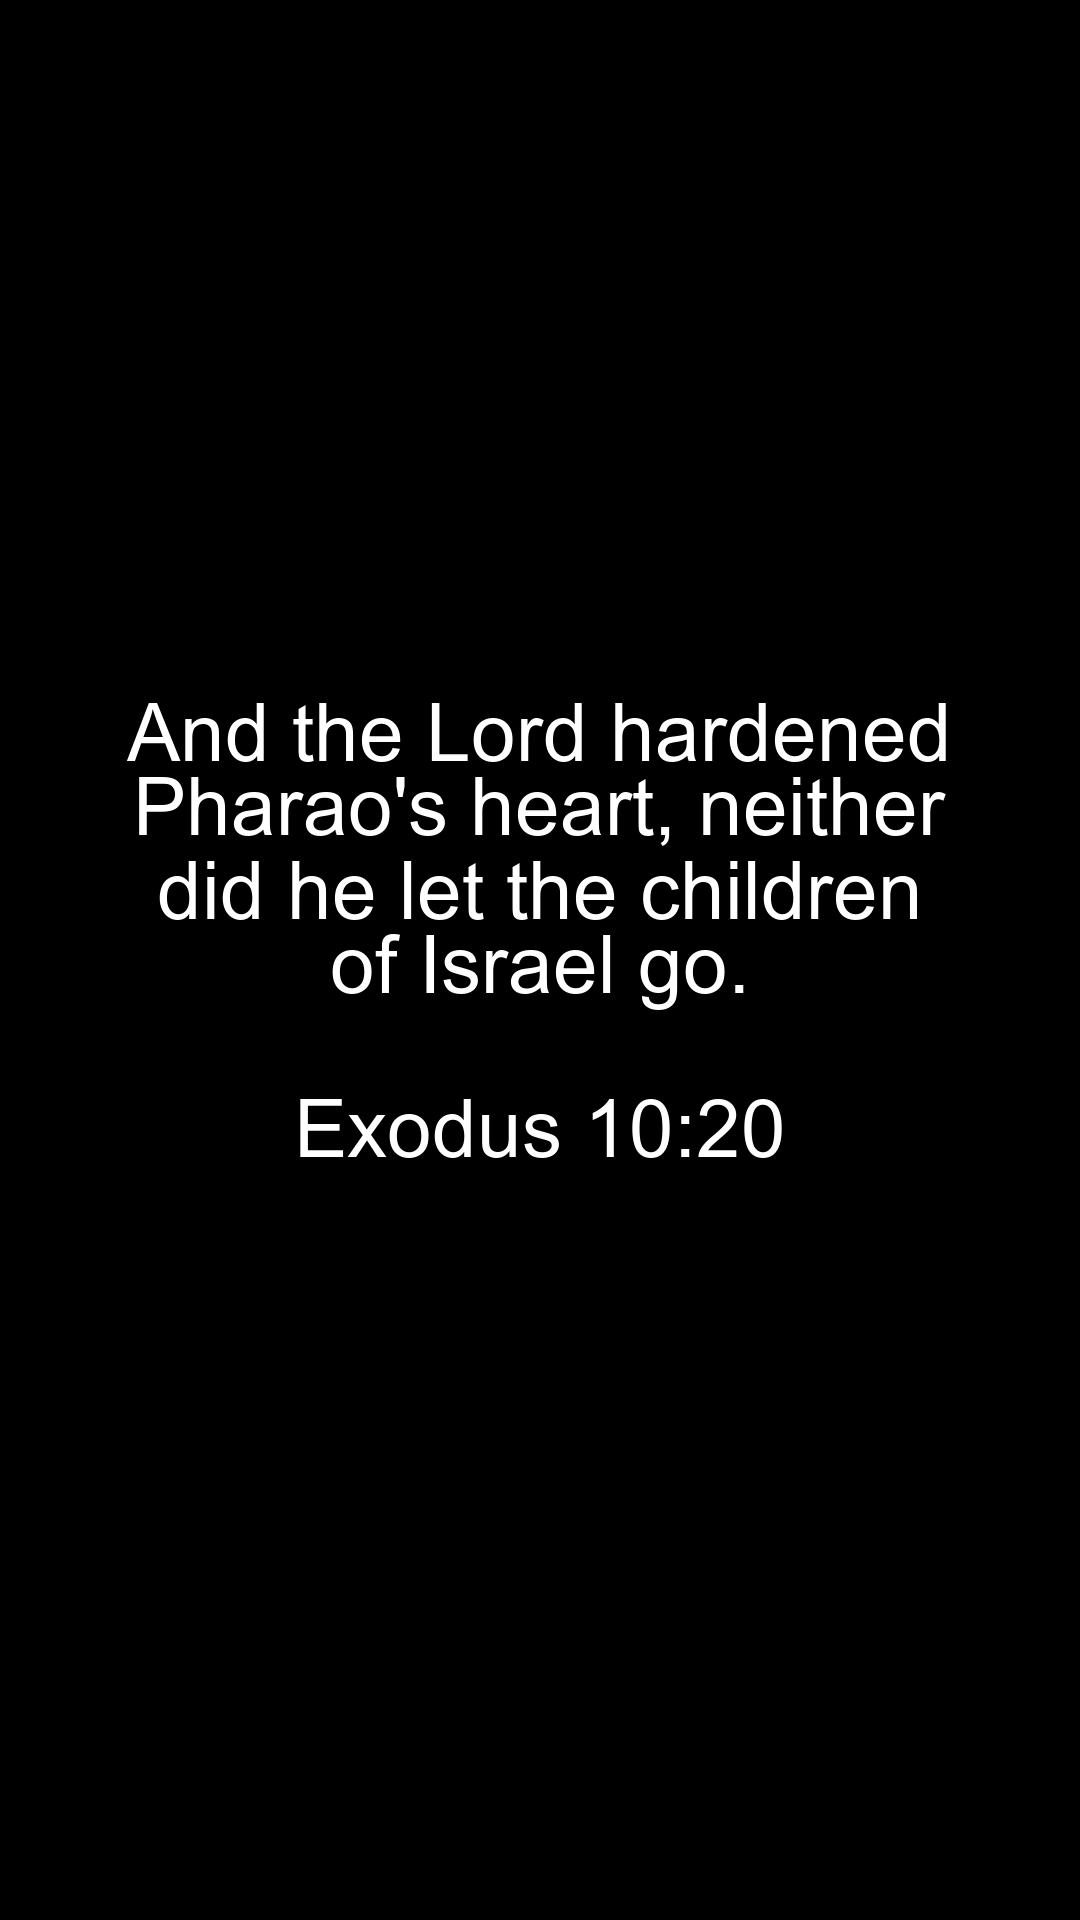 And the Lord hardened
Pharao's heart, neither
did he let the children
of Israel go.
Exodus 10:20